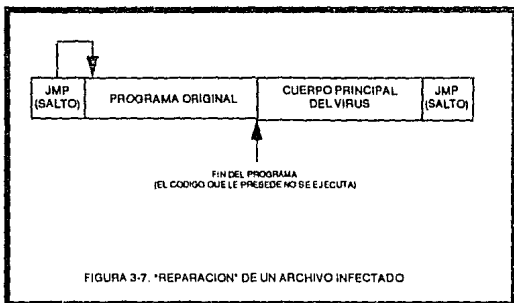 JMP
(SALTO)
PROGRAMA ORIGINAL
CUERPO PRINCIPAL
DEL VIRUS
JMP
(SALTO)
FIN DEL PROGRAMA
(EL CODIGO QUE LE PRESEDE NO SE EJECUTA)
FIGURA 3-7. "REPARACION" DE UN ARCHIVO INFECTADO